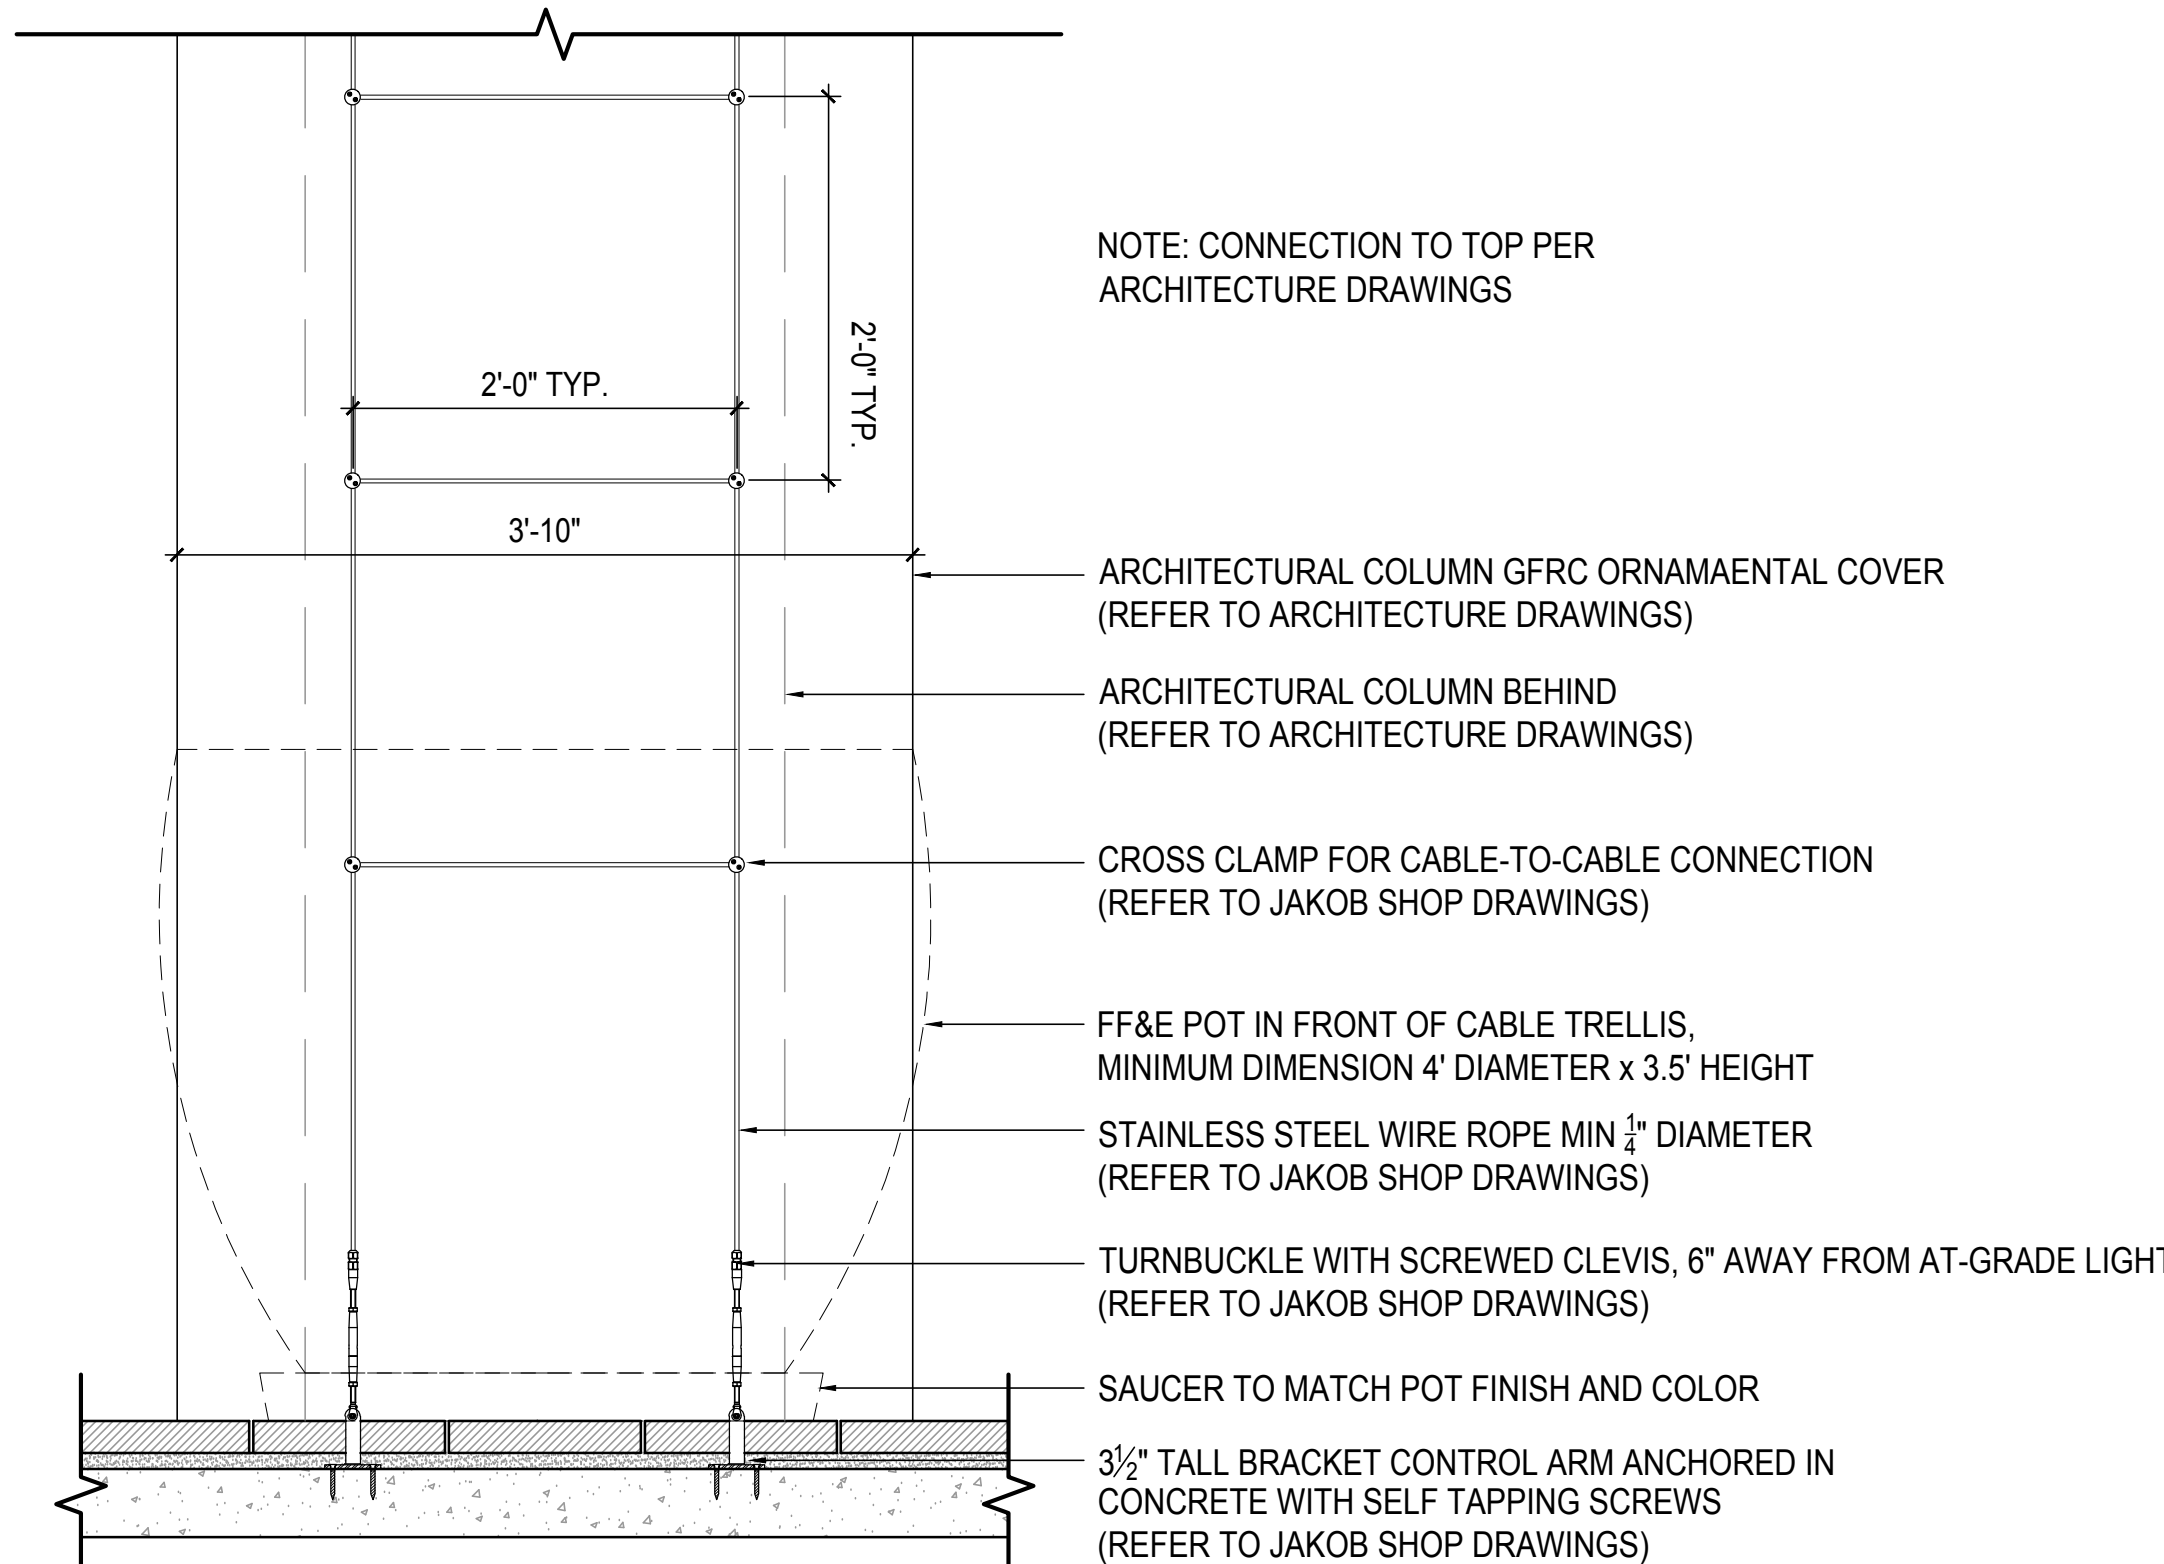 NOTE: CONNECTION TO TOP PER
ARCHITECTURE DRAWINGS
2'-0" TYP.
2'-0" TYP.
3'-10"
ARCHITECTURAL COLUMN GFRC ORNAMAENTAL COVER
(REFER TO ARCHITECTURE DRAWINGS)
ARCHITECTURAL COLUMN BEHIND
(REFER TO ARCHITECTURE DRAWINGS)
CROSS CLAMP FOR CABLE-TO-CABLE CONNECTION
(REFER TO JAKOB SHOP DRAWINGS)
FF&E POT IN FRONT OF CABLE TRELLIS,
MINIMUM DIMENSION 4' DIAMETER x 3.5' HEIGHT
STAINLESS STEEL WIRE ROPE MIN 1/4" DIAMETER
(REFER TO JAKOB SHOP DRAWINGS)
TURNBUCKLE WITH SCREWED CLEVIS, 6" AWAY FROM AT-GRADE LIGHT
(REFER TO JAKOB SHOP DRAWINGS)
SAUCER TO MATCH POT FINISH AND COLOR
3½" TALL BRACKET CONTROL ARM ANCHORED IN
CONCRETE WITH SELF TAPPING SCREWS
(REFER TO JAKOB SHOP DRAWINGS)